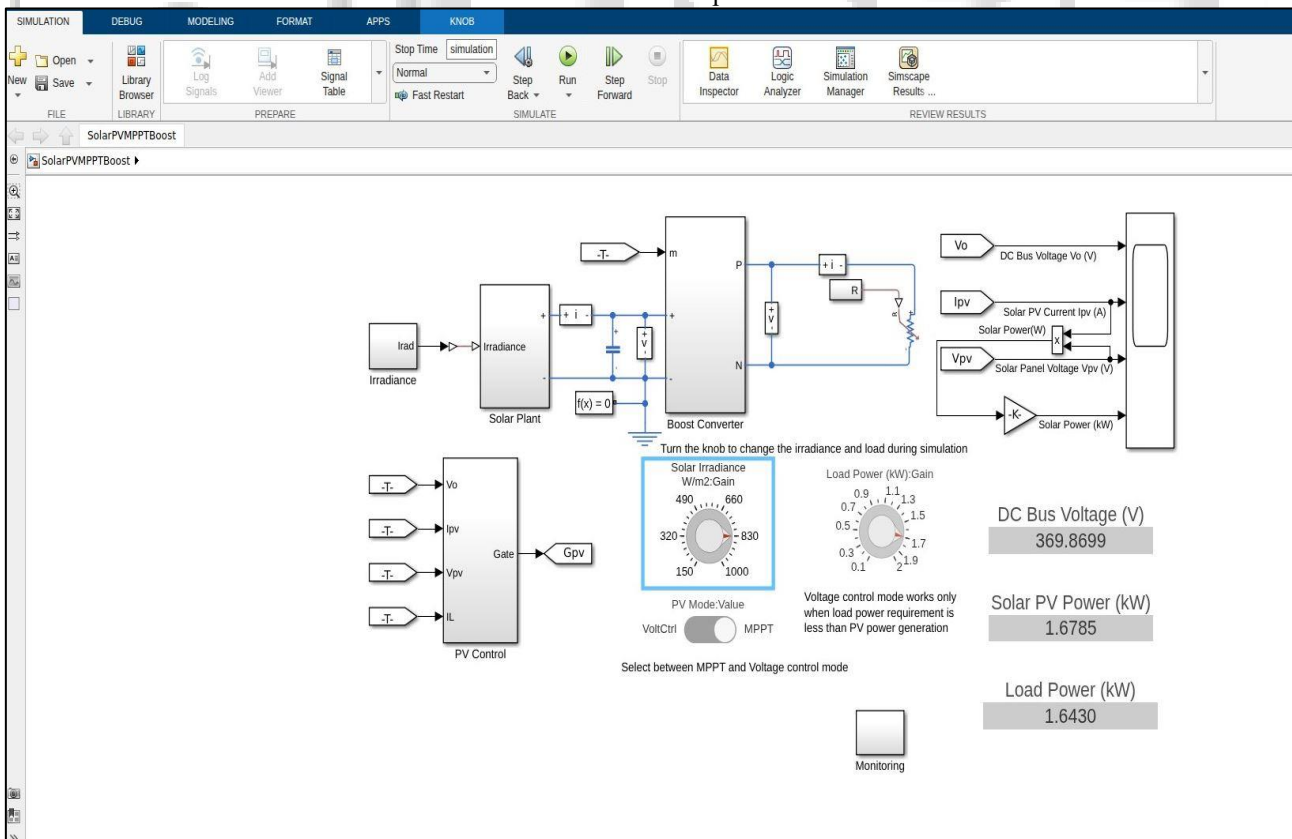 SIMULATION DEBUG MODELING FORMAT APPS KNOB
New
Open
Save
FILE
Library
Browser
LIBRARY
Log
Signals
Add
Viewer
Signal
Table
PREPARE
Stop Time simulation
Normal
Fast Restart
Step
Back
Run
Step
Forward
Stop
SIMULATE
Data
Inspector
Logic
Analyzer
Simulation
Manager
Simscape
Results ...
REVIEW RESULTS
SolarPVMPPTBoost
SolarPVMPPTBoost
Irad
Irradiance
Irradiance
+
-
Solar Plant
+ i -
+
-
+ v -
f(x) = 0
-T-
m
+
-
P
N
Boost Converter
+ v -
+ i -
R
R
Vo
DC Bus Voltage Vo (V)
Ipv
Solar PV Current Ipv (A)
Solar Power(W)
x
Vpv
Solar Panel Voltage Vpv (V)
-K-
Solar Power (kW)
Turn the knob to change the irradiance and load during simulation
-T- Vo
-T- Ipv
-T- Vpv
-T- IL
Gate
Gpv
PV Control
Solar Irradiance
W/m2:Gain
490 660
320 830
150 1000
PV Mode:Value
VoltCtrl MPPT
Select between MPPT and Voltage control mode
Load Power (kW):Gain
0.9 1.1
0.7 1.3
0.5 1.5
0.3 1.7
0.1 2 1.9
Voltage control mode works only
when load power requirement is
less than PV power generation
DC Bus Voltage (V)
369.8699
Solar PV Power (kW)
1.6785
Load Power (kW)
1.6430
Monitoring